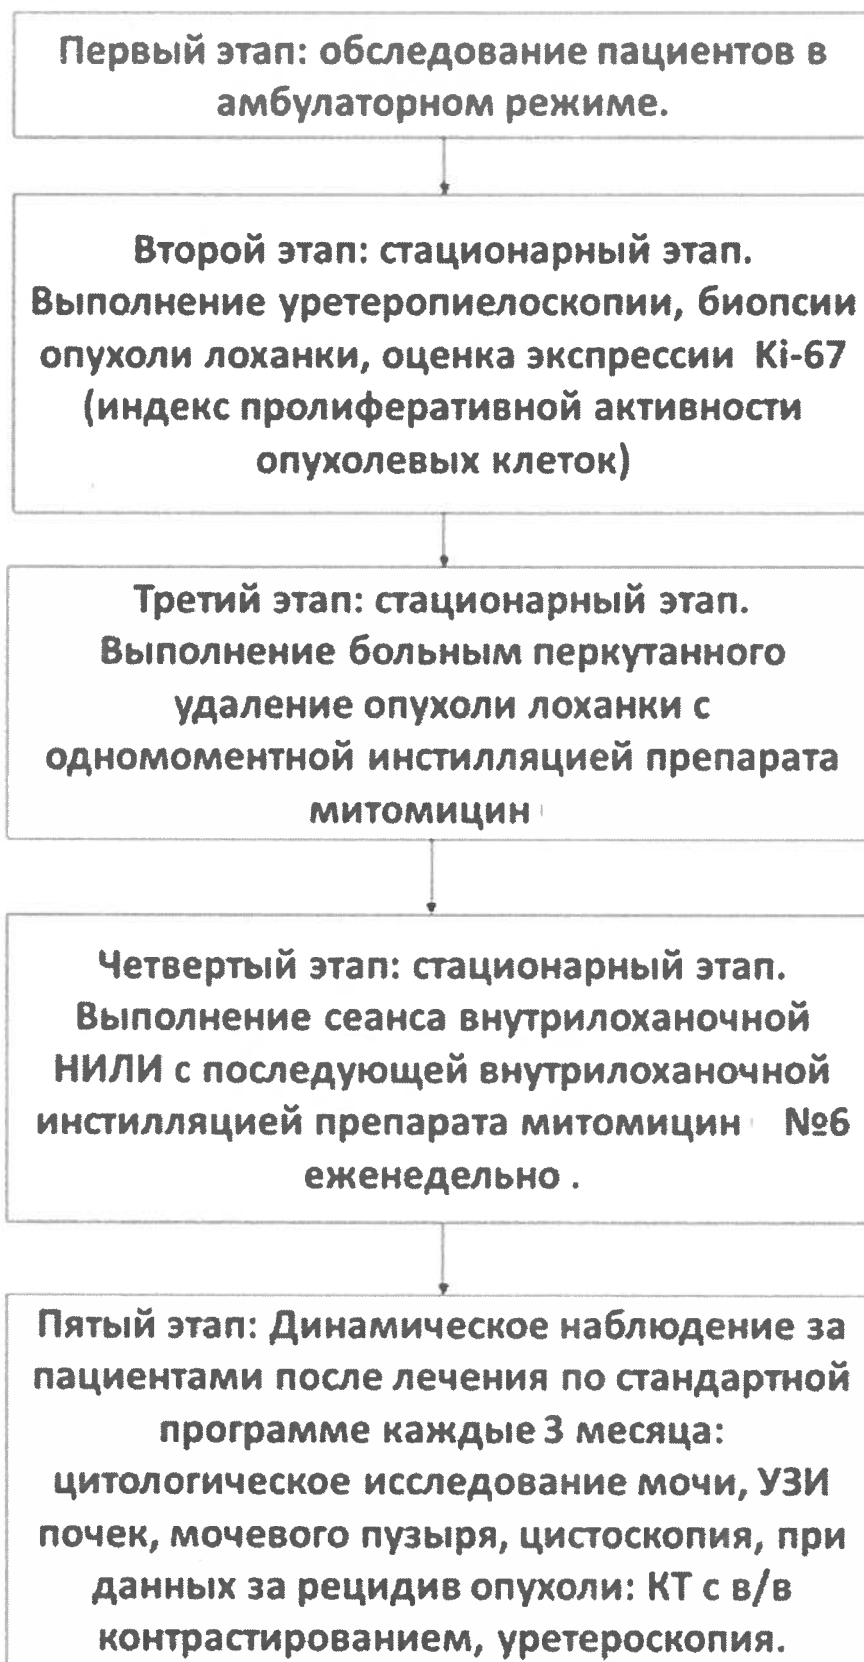 Первый этап: обследование пациентов в
амбулаторном режиме.
Второй этап: стационарный этап.
Выполнение уретеропиелоскопии, биопсии
опухоли лоханки, оценка экспрессии Ki-67
(индекс пролиферативной активности
опухолевых клеток)
Третий этап: стационарный этап.
Выполнение больным перкутанного
удаление опухоли лоханки с
одномоментной инстилляцией препарата
митомицин
Четвертый этап: стационарный этап.
Выполнение сеанса внутрилоханочной
НИЛИ с последующей внутрилоханочной
инстилляцией препарата митомицин №6
еженедельно .
Пятый этап: Динамическое наблюдение за
пациентами после лечения по стандартной
программе каждые 3 месяца:
цитологическое исследование мочи, УЗИ
почек, мочевого пузыря, цистоскопия, при
данных за рецидив опухоли: КТ с в/в
контрастированием, уретероскопия.